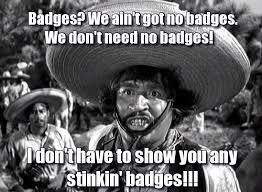 Badges? We ain't got no badges.
We don't need no badges!
I don't have to show you any
stinkin' badges!!!